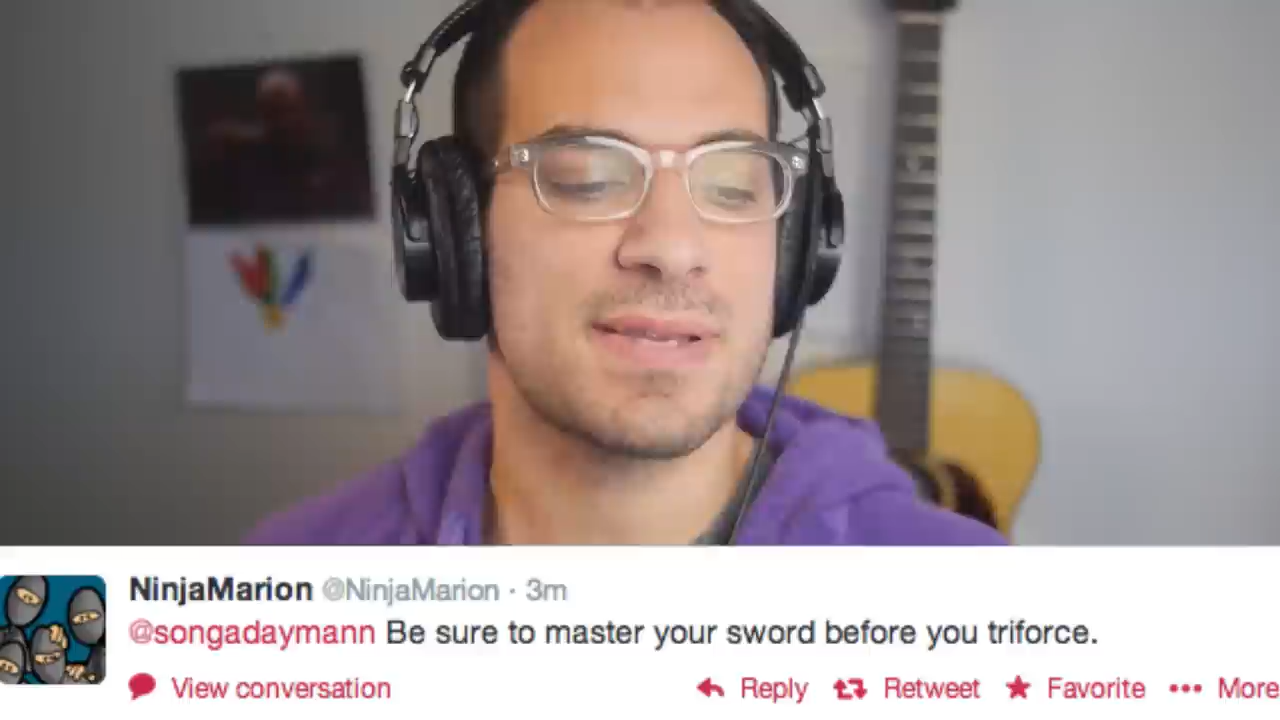 NinjaMarion @NinjaMarion · 3m
@songadaymann Be sure to master your sword before you triforce.
View conversation Reply Retweet Favorite More